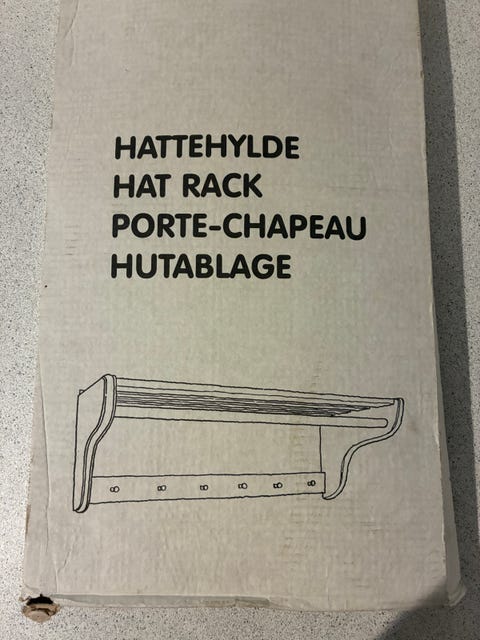 HATTEHYLDE
HAT RACK
PORTE-CHAPEAU
HUTABLAGE